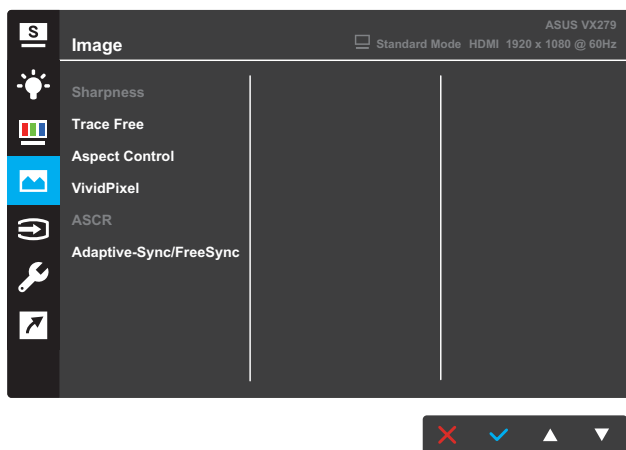 S
ASUS VX279
Image
Standard Mode HDMI 1920 x 1080 @ 60Hz
Sharpness
Trace Free
Aspect Control
VividPixel
ASCR
Adaptive-Sync/FreeSync